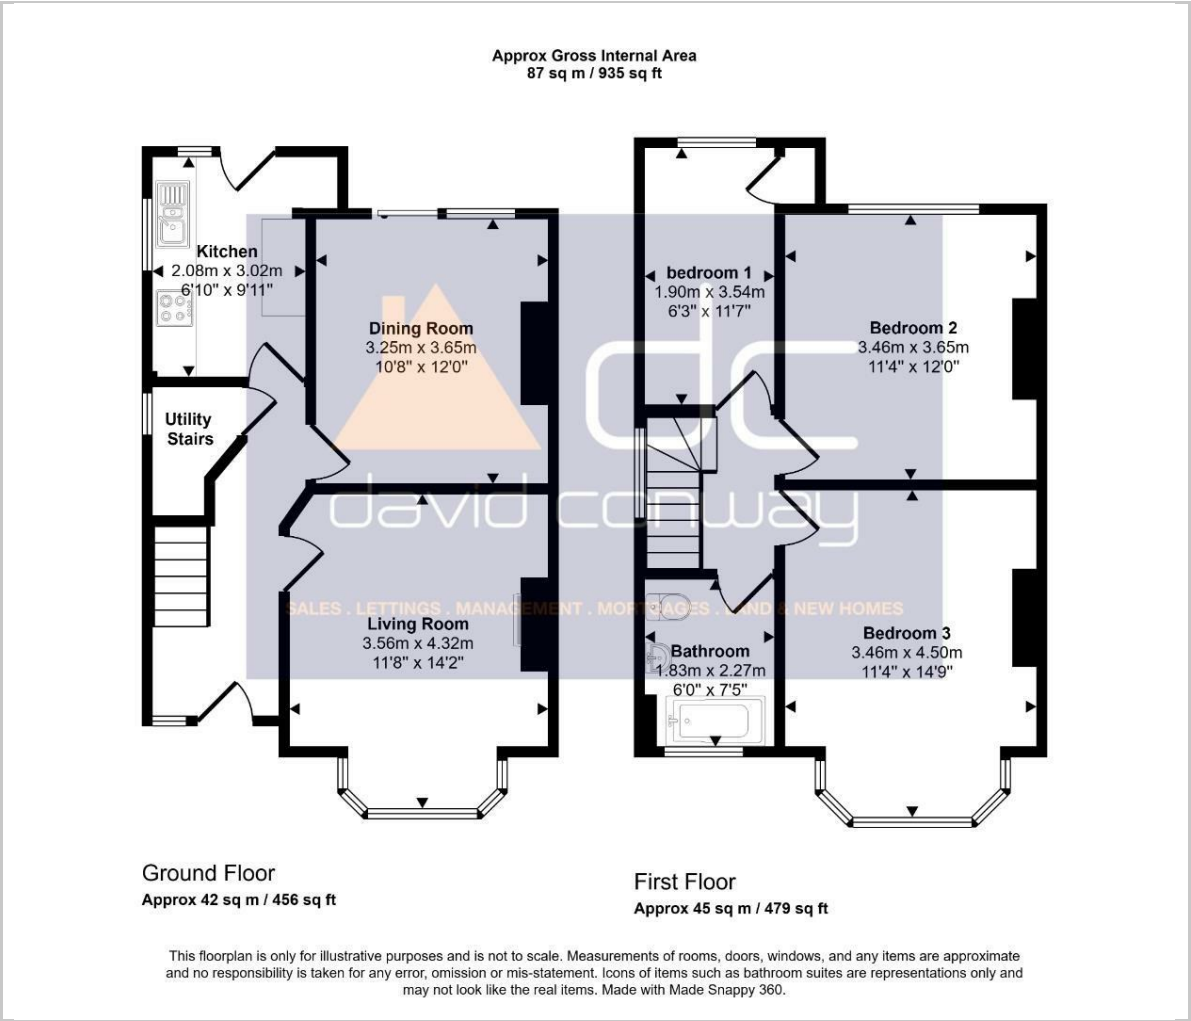 Approx Gross Internal Area
87 sq m / 935 sq ft
Kitchen
2.08m x 3.02m
6'10" x 9'11"
Dining Room
3.25m x 3.65m
10'8" x 12'0"
Utility
Stairs
Living Room
3.56m x 4.32m
11'8" x 14'2"
bedroom 1
1.90m x 3.54m
6'3" x 11'7"
Bedroom 2
3.46m x 3.65m
11'4" x 12'0"
Bathroom
1.83m x 2.27m
6'0" x 7'5"
Bedroom 3
3.46m x 4.50m
11'4" x 14'9"
dc
david conway
SALES . LETTINGS . MANAGEMENT . MORTGAGES . LAND & NEW HOMES
Ground Floor
Approx 42 sq m / 456 sq ft
First Floor
Approx 45 sq m / 479 sq ft
This floorplan is only for illustrative purposes and is not to scale. Measurements of rooms, doors, windows, and any items are approximate
and no responsibility is taken for any error, omission or mis-statement. Icons of items such as bathroom suites are representations only and
may not look like the real items. Made with Made Snappy 360.